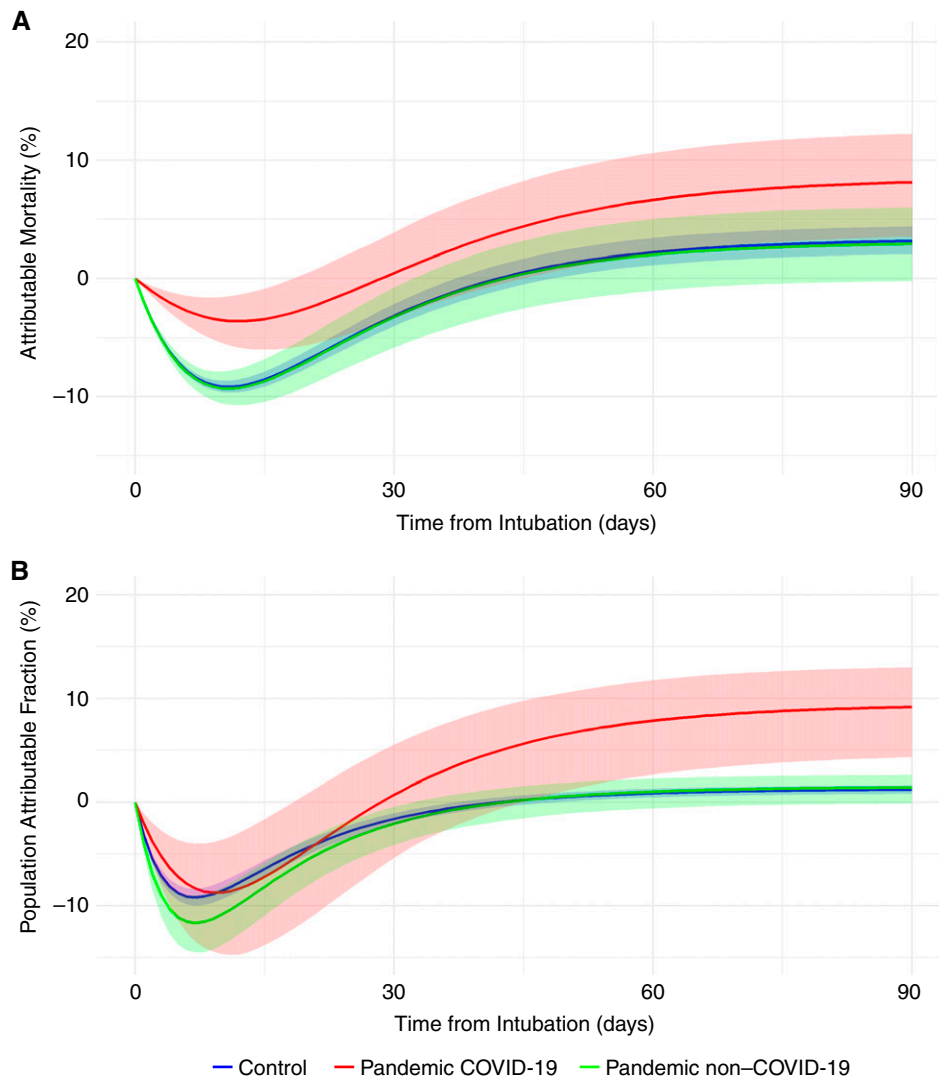 A
Attributable Mortality (%)
20
10
0
–10
0 30 60 90
Time from Intubation (days)
B
Population Attributable Fraction (%)
20
10
0
–10
0 30 60 90
Time from Intubation (days)
Control Pandemic COVID-19 Pandemic non–COVID-19